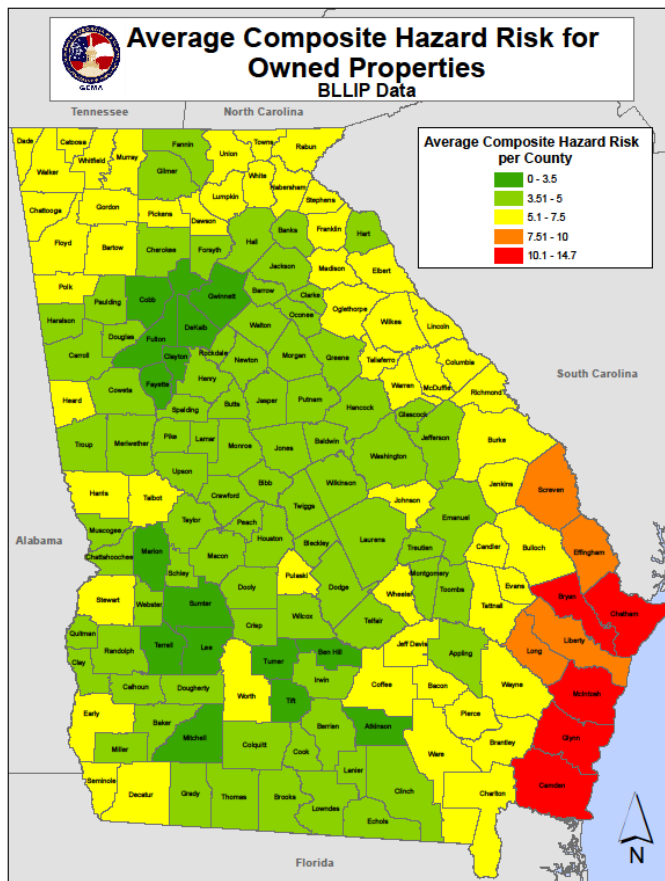 Average Composite Hazard Risk for
Owned Properties
BLLIP Data
GEMA
Tennessee
North Carolina
Average Composite Hazard Risk
per County
0 - 3.5
3.51 - 5
5.1 - 7.5
7.51 - 10
10.1 - 14.7
Dade Catoosa Whitfield Murray Fannin Union Towns Rabun
Walker Gilmer White Habersham
Chattooga Gordon Pickens Dawson Lumpkin Stephens
Floyd Bartow Cherokee Forsyth Hall Banks Franklin Hart
Polk Paulding Cobb Gwinnett Jackson Madison Elbert
Haralson Douglas Fulton DeKalb Barrow Clarke Oconee Oglethorpe Wilkes Lincoln
Carroll Clayton Rockdale Walton Newton Morgan Greene Taliaferro Columbia
Heard Coweta Fayette Henry Spalding Butts Jasper Putnam Hancock Warren McDuffie Richmond
South Carolina
Troup Meriwether Pike Lamar Monroe Jones Baldwin Washington Glascock Jefferson Burke
Harris Talbot Upson Crawford Bibb Twiggs Wilkinson Johnson Emanuel Jenkins Screven
Alabama
Muscogee Chattahoochee Marion Taylor Macon Peach Houston Bleckley Laurens Treutlen Candler Bulloch Effingham
Stewart Webster Schley Sumter Dooly Pulaski Dodge Wheeler Montgomery Toombs Tattnall Evans Bryan Chatham
Quitman Randolph Terrell Lee Crisp Wilcox Telfair Jeff Davis Appling Long Liberty
Clay Calhoun Dougherty Worth Turner Ben Hill Irwin Coffee Bacon Wayne McIntosh
Early Baker Mitchell Tift Berrien Atkinson Pierce Brantley Glynn
Miller Colquitt Cook Lanier Ware Camden
Seminole Decatur Grady Thomas Brooks Lowndes Echols Clinch Charlton
Florida
N